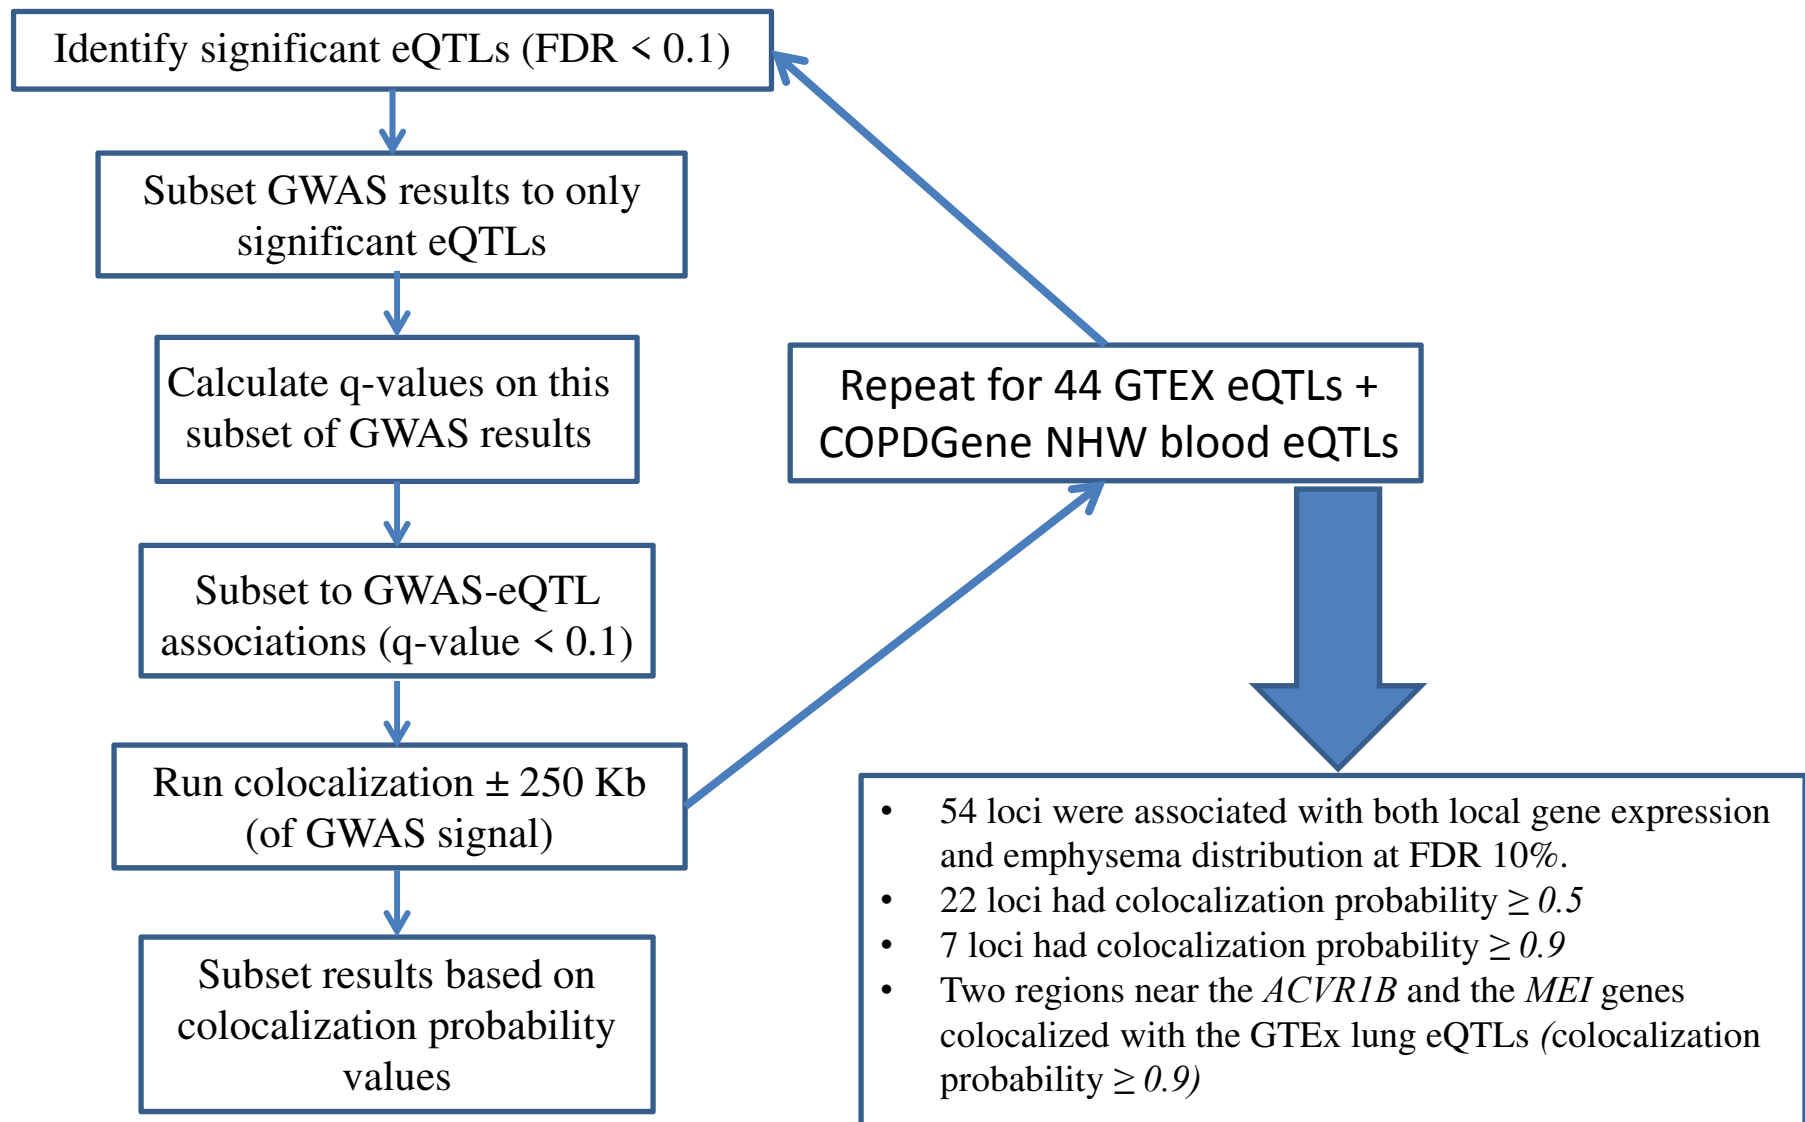 Identify significant eQTLs (FDR < 0.1)
Subset GWAS results to only
significant eQTLs
Calculate q-values on this
subset of GWAS results
Subset to GWAS-eQTL
associations (q-value < 0.1)
Run colocalization ± 250 Kb
(of GWAS signal)
Subset results based on
colocalization probability
values
Repeat for 44 GTEX eQTLs +
COPDGene NHW blood eQTLs
• 54 loci were associated with both local gene expression
and emphysema distribution at FDR 10%.
• 22 loci had colocalization probability ≥ 0.5
• 7 loci had colocalization probability ≥ 0.9
• Two regions near the ACVR1B and the MEI genes
colocalized with the GTEx lung eQTLs (colocalization
probability ≥ 0.9)